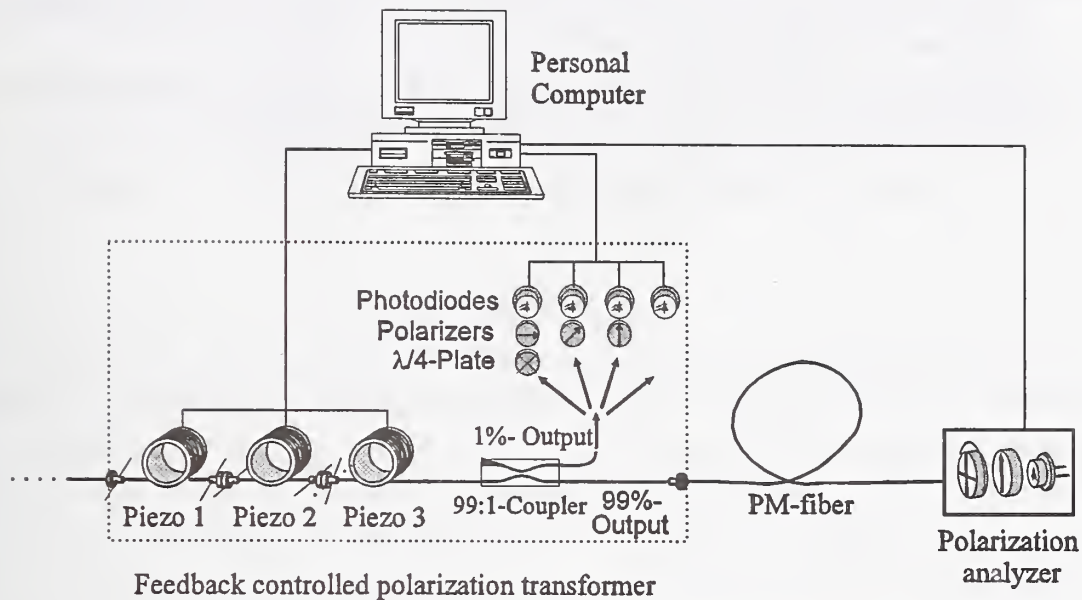 Personal
Computer
Photodiodes
Polarizers
λ/4-Plate
1%- Output
Piezo 1
Piezo 2
Piezo 3
99:1-Coupler
99%-
Output
PM-fiber
Polarization
analyzer
Feedback controlled polarization transformer